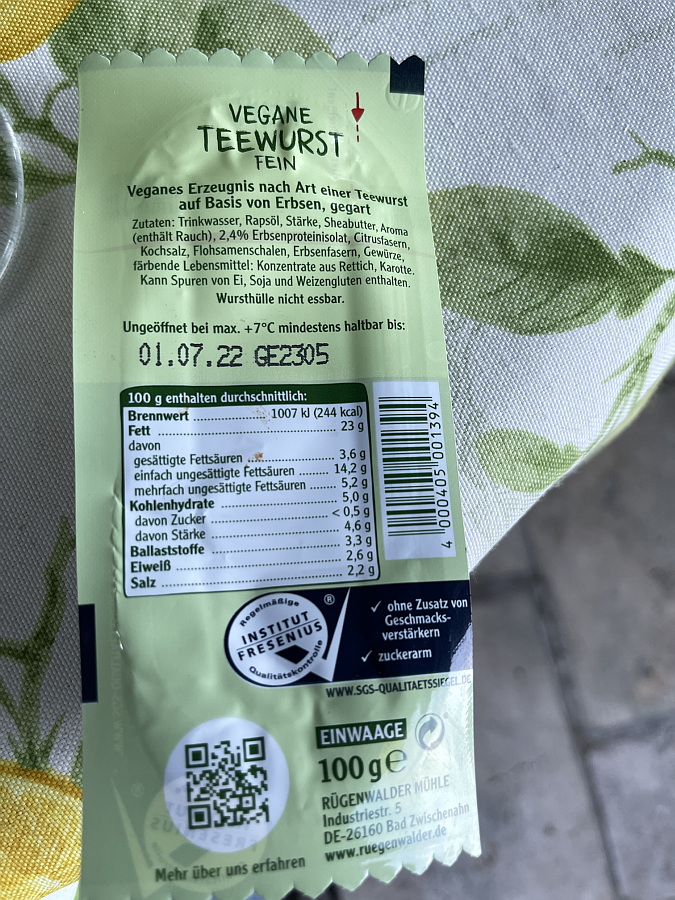 VEGANE
TEEWURST
FEIN
Veganes Erzeugnis nach Art einer Teewurst
auf Basis von Erbsen, gegart
Zutaten: Trinkwasser, Rapsöl, Stärke, Sheabutter, Aroma
(enthält Rauch), 2,4% Erbsenproteinisolat, Citrusfasern,
Kochsalz, Flohsamenschalen, Erbsenfasern, Gewürze,
färbende Lebensmittel: Konzentrate aus Rettich, Karotte.
Kann Spuren von Ei, Soja und Weizengluten enthalten.
Wursthülle nicht essbar.
Ungeöffnet bei max. +7°C mindestens haltbar bis:
01.07.22 GE2305
100 g enthalten durchschnittlich:
Brennwert ........................ 1007 kJ (244 kcal)
Fett ........................ 23 g
davon
gesättigte Fettsäuren ........................ 3,6 g
einfach ungesättigte Fettsäuren ........ 14,2 g
mehrfach ungesättigte Fettsäuren ....... 5,2 g
Kohlenhydrate ........................ 5,0 g
davon Zucker ........................ < 0,5 g
davon Stärke ........................ 4,6 g
Ballaststoffe ........................ 3,3 g
Eiweiß ........................ 2,6 g
Salz ........................ 2,2 g
4 000405 001394
Regelmäßige
INSTITUT
FRESENIUS
Qualitätskontrolle
®
✓ ohne Zusatz von
Geschmacks-
verstärkern
✓ zuckerarm
WWW.SGS-QUALITAETSSIEGEL.DE
EINWAAGE
100 g ℮
RÜGENWALDER MÜHLE
Industriestr. 5
DE-26160 Bad Zwischenahn
www.ruegenwalder.de
Mehr über uns erfahren